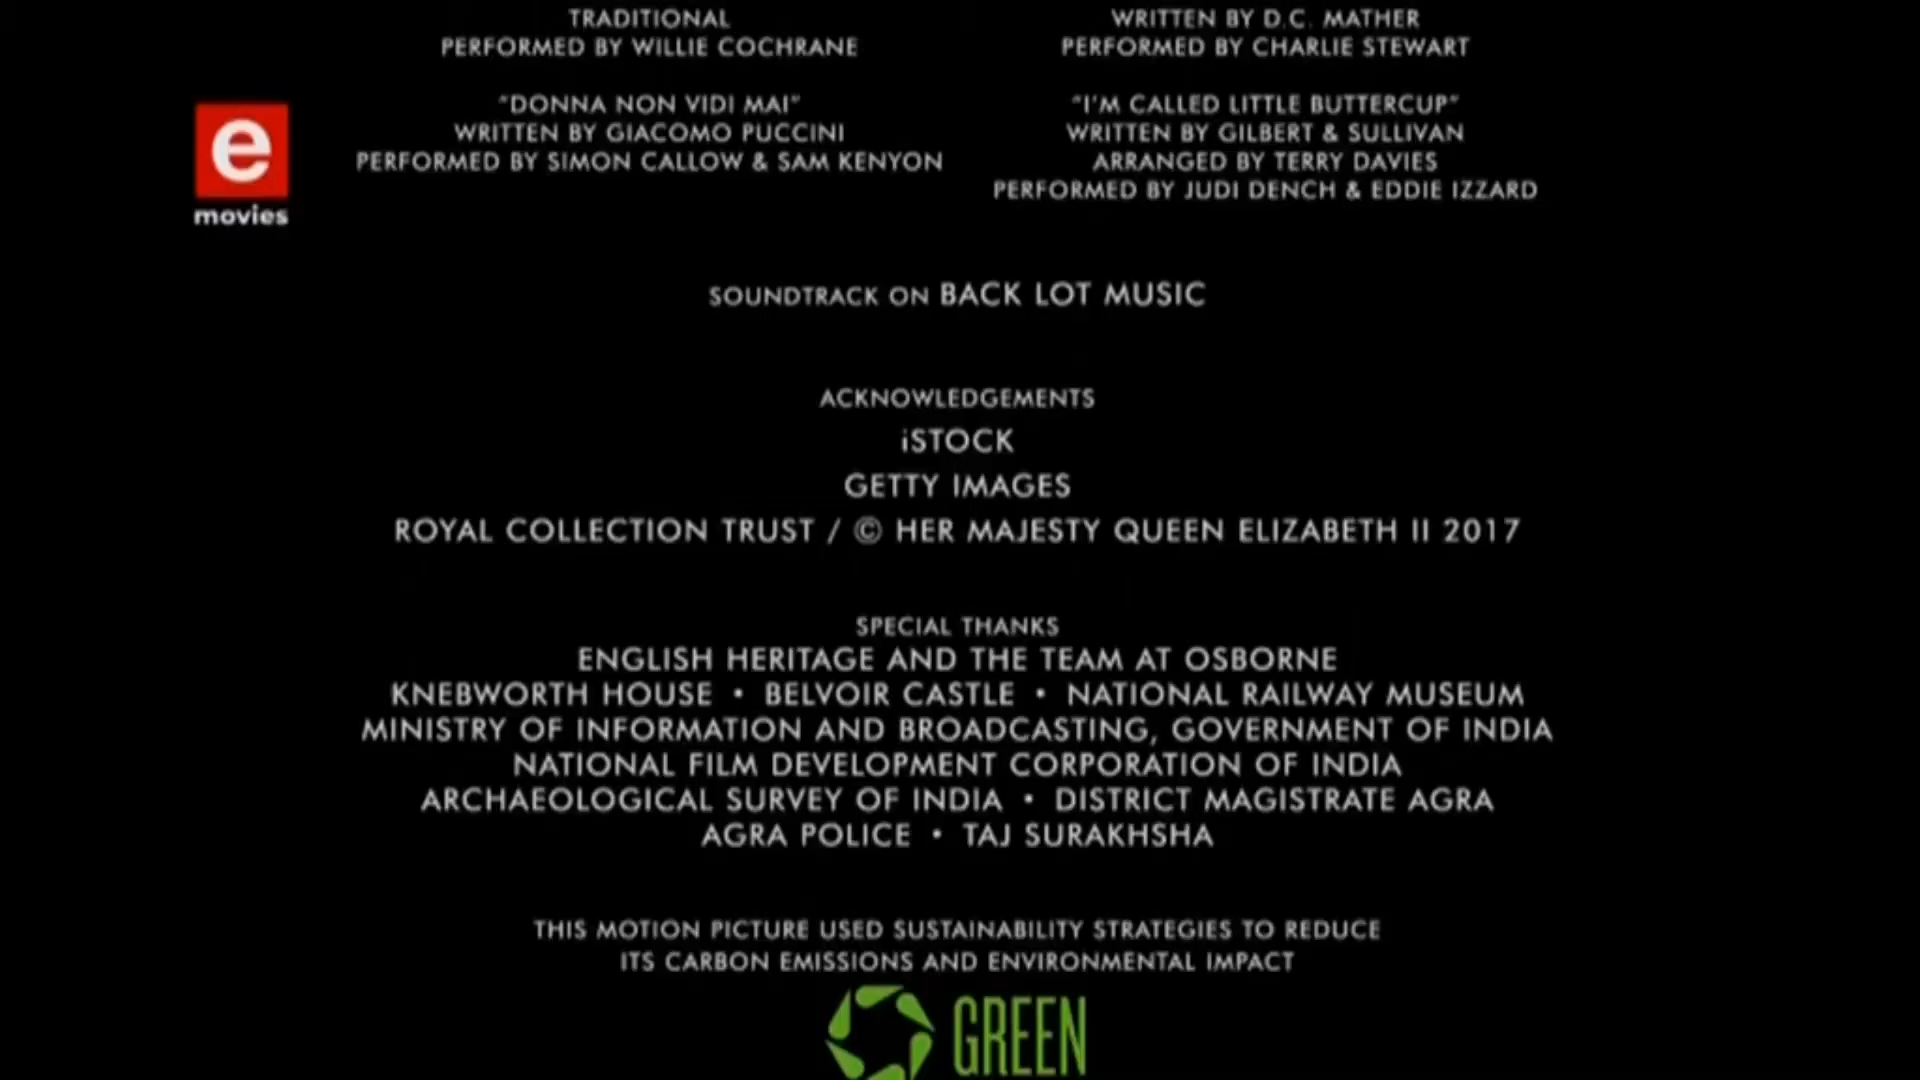 TRADITIONAL
PERFORMED BY WILLIE COCHRANE
WRITTEN BY D.C. MATHER
PERFORMED BY CHARLIE STEWART
"DONNA NON VIDI MAI"
WRITTEN BY GIACOMO PUCCINI
PERFORMED BY SIMON CALLOW & SAM KENYON
"I'M CALLED LITTLE BUTTERCUP"
WRITTEN BY GILBERT & SULLIVAN
ARRANGED BY TERRY DAVIES
PERFORMED BY JUDI DENCH & EDDIE IZZARD
e
movies
SOUNDTRACK ON BACK LOT MUSIC
ACKNOWLEDGEMENTS
iSTOCK
GETTY IMAGES
ROYAL COLLECTION TRUST / © HER MAJESTY QUEEN ELIZABETH II 2017
SPECIAL THANKS
ENGLISH HERITAGE AND THE TEAM AT OSBORNE
KNEBWORTH HOUSE • BELVOIR CASTLE • NATIONAL RAILWAY MUSEUM
MINISTRY OF INFORMATION AND BROADCASTING, GOVERNMENT OF INDIA
NATIONAL FILM DEVELOPMENT CORPORATION OF INDIA
ARCHAEOLOGICAL SURVEY OF INDIA • DISTRICT MAGISTRATE AGRA
AGRA POLICE • TAJ SURAKHSHA
THIS MOTION PICTURE USED SUSTAINABILITY STRATEGIES TO REDUCE
ITS CARBON EMISSIONS AND ENVIRONMENTAL IMPACT
GREEN